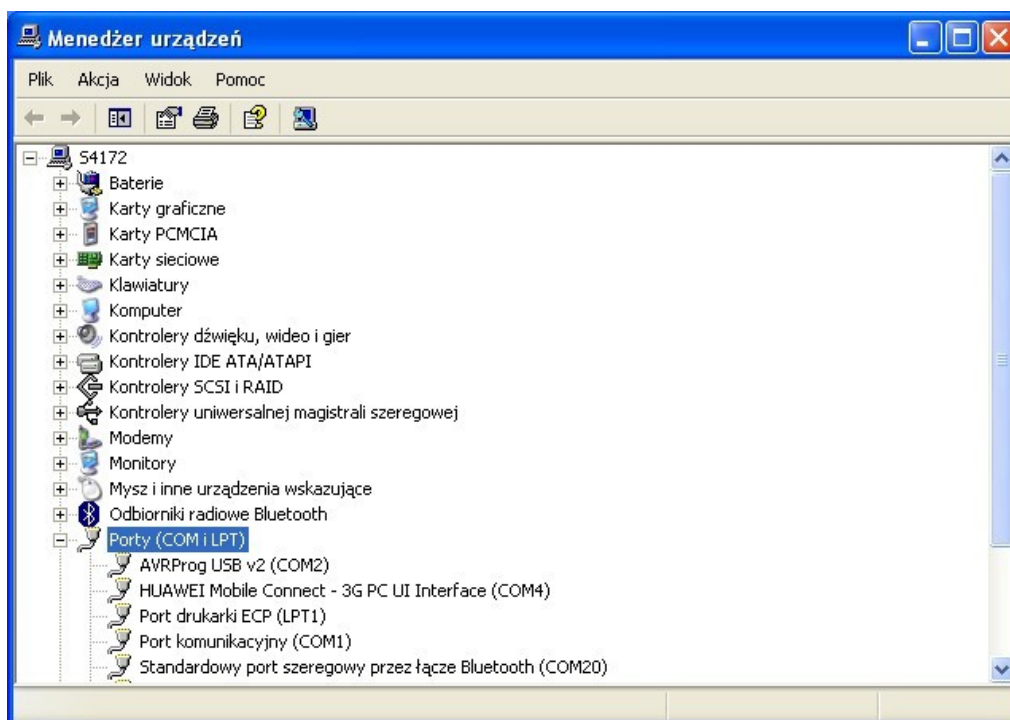 Menedżer urządzeń
Plik Akcja Widok Pomoc
S4172
Baterie
Karty graficzne
Karty PCMCIA
Karty sieciowe
Klawiatury
Komputer
Kontrolery dźwięku, wideo i gier
Kontrolery IDE ATA/ATAPI
Kontrolery SCSI i RAID
Kontrolery uniwersalnej magistrali szeregowej
Modemy
Monitory
Mysz i inne urządzenia wskazujące
Odbiorniki radiowe Bluetooth
Porty (COM i LPT)
AVRProg USB v2 (COM2)
HUAWEI Mobile Connect - 3G PC UI Interface (COM4)
Port drukarki ECP (LPT1)
Port komunikacyjny (COM1)
Standardowy port szeregowy przez łącze Bluetooth (COM20)